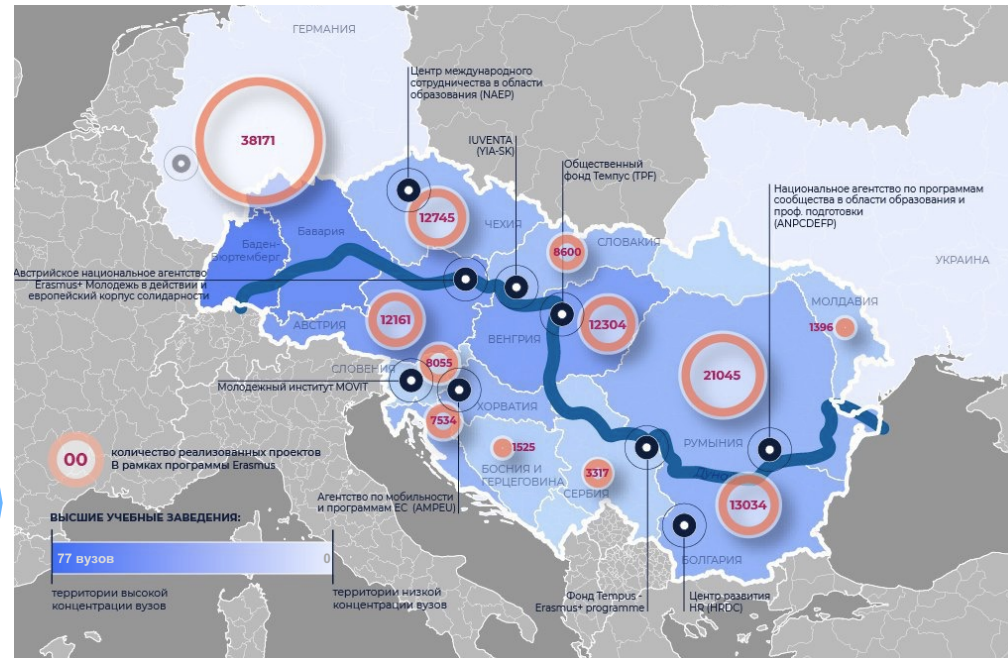 ГЕРМАНИЯ
Центр международного
сотрудничества в области
образования (NAEP)
38171
IUVENTA
(YIA-SK)
Общественный
фонд Темпус (TPF)
Национальное агентство по программам
сообщества в области образования и
проф. подготовки
(ANPCDEFP)
12745
ЧЕХИЯ
Бавария
Баден-
Вюртемберг
8600
СЛОВАКИЯ
УКРАИНА
Австрийское национальное агентство
Erasmus+ Молодежь в действии и
европейский корпус солидарности
МОЛДАВИЯ
1396
12161
АВСТРИЯ
12304
ВЕНГРИЯ
8055
СЛОВЕНИЯ
21045
Молодежный институт MOVIT
ХОРВАТИЯ
7534
РУМЫНИЯ
1525
00
количество реализованных проектов
В рамках программы Erasmus
БОСНИЯ И
ГЕРЦЕГОВИНА
3317
СЕРБИЯ
13034
Агентство по мобильности
и программам ЕС (AMPEU)
ВЫСШИЕ УЧЕБНЫЕ ЗАВЕДЕНИЯ:
77 вузов
0
БОЛГАРИЯ
территории высокой
концентрации вузов
территории низкой
концентрации вузов
Фонд Tempus -
Erasmus+ programme
Центр развития
HR (HRDC)